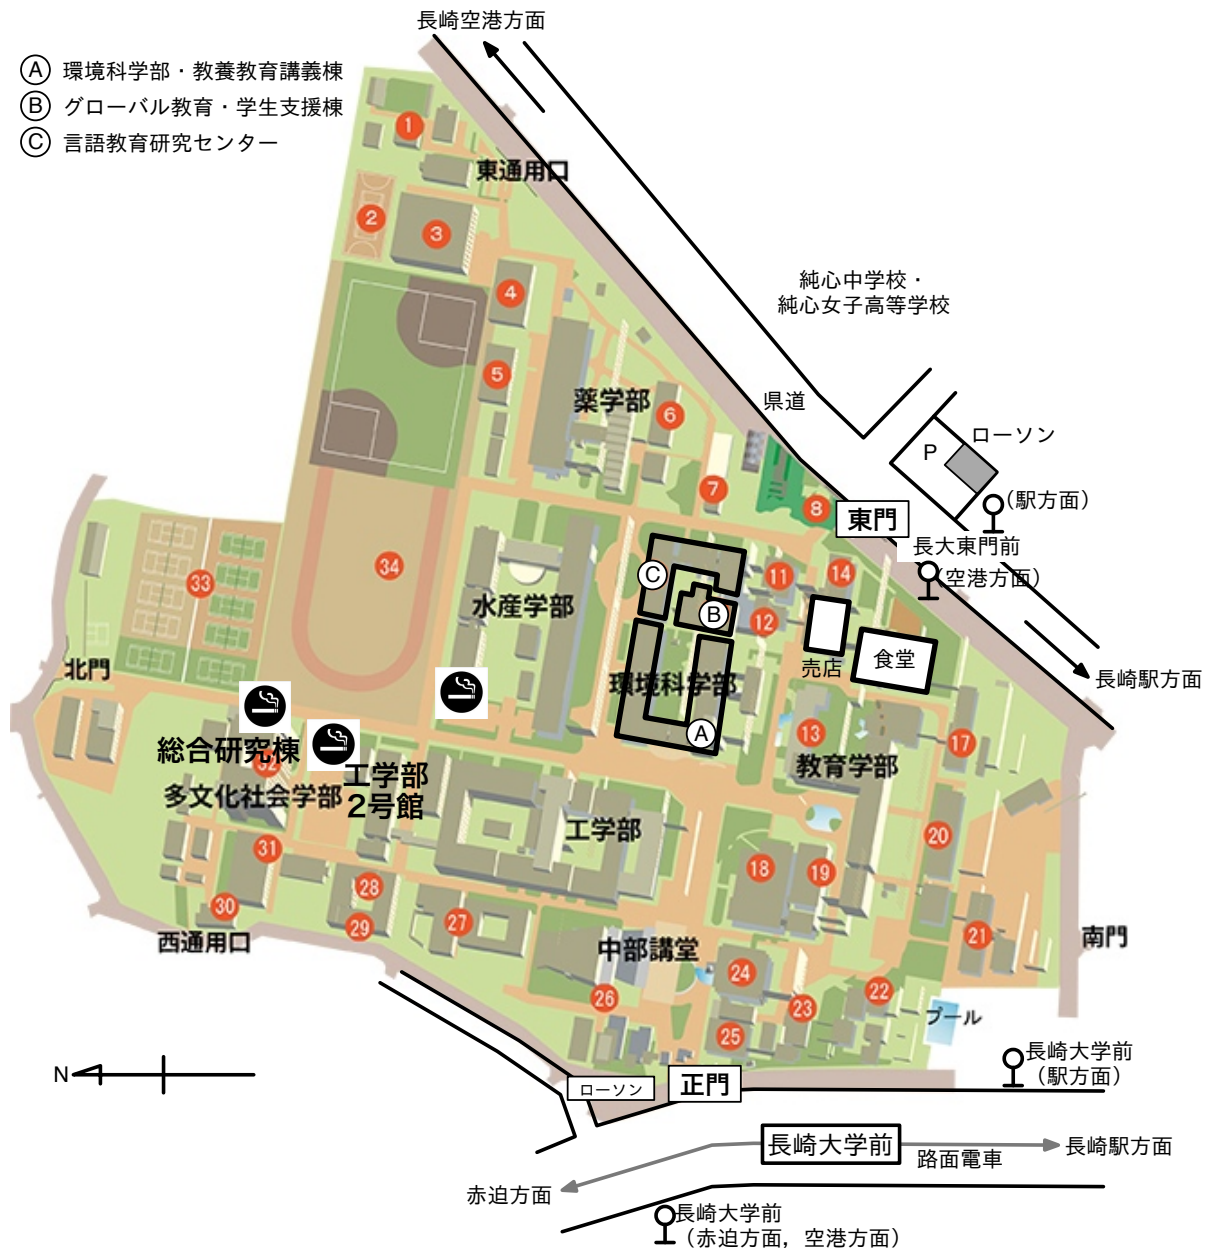 長崎空港方面
A 環境科学部・教養教育講義棟
B グローバル教育・学生支援棟
C 言語教育研究センター
1
東通用口
2
3
4
純心中学校・
純心女子高等学校
5
薬学部
6
県道
ローソン
P
7
8
東門
(駅方面)
長大東門前
(空港方面)
33
34
水産学部
C
11
14
B
12
売店
食堂
北門
環境科学部
長崎駅方面
A
13
17
総合研究棟
32
教育学部
工学部
2号館
多文化社会学部
工学部
31
20
18
19
28
30
29
27
21
西通用口
中部講堂
南門
24
22
26
23
プール
25
N
長崎大学前
(駅方面)
ローソン
正門
長崎大学前
路面電車
長崎駅方面
赤迫方面
長崎大学前
(赤迫方面，空港方面)